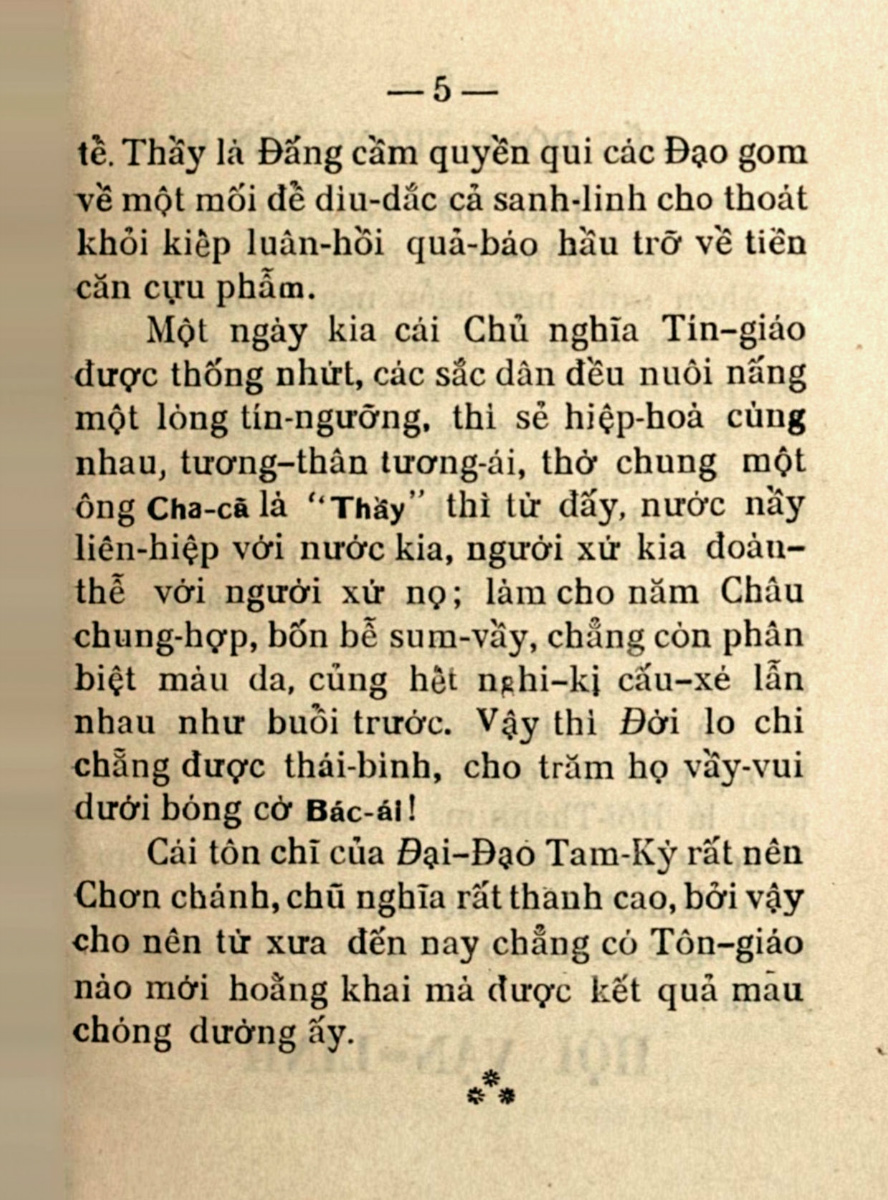 — 5 —
tề. Thầy là Đấng cầm quyền qui các Đạo gom
về một mối để dìu-dắc cả sanh-linh cho thoát
khỏi kiếp luân-hồi quả-báo hầu trỡ về tiền
căn cựu phẩm.
Một ngày kia cái Chủ nghĩa Tín-giáo
được thống nhứt, các sắc dân đều nuôi nấng
một lòng tín-ngưỡng, thì sẻ hiệp-hoà cùng
nhau, tương-thân tương-ái, thờ chung một
ông Cha-cã là "Thầy" thì từ đấy, nước nầy
liên-hiệp với nước kia, người xứ kia đoàn-
thễ với người xứ nọ; làm cho năm Châu
chung-hợp, bốn bễ sum-vầy, chẳng còn phân
biệt màu da, củng hết nghi-kị cấu-xé lẫn
nhau như buổi trước. Vậy thì Đời lo chi
chẵng được thái-bình, cho trăm họ vầy-vui
dưới bóng cờ Bác-ái!
Cái tôn chĩ của Đại-Đạo Tam-Kỳ rất nên
Chơn chánh, chũ nghĩa rất thanh cao, bởi vậy
cho nên từ xưa đến nay chẳng có Tôn-giáo
nào mới hoằng khai mà được kết quả mau
chóng dường ấy.